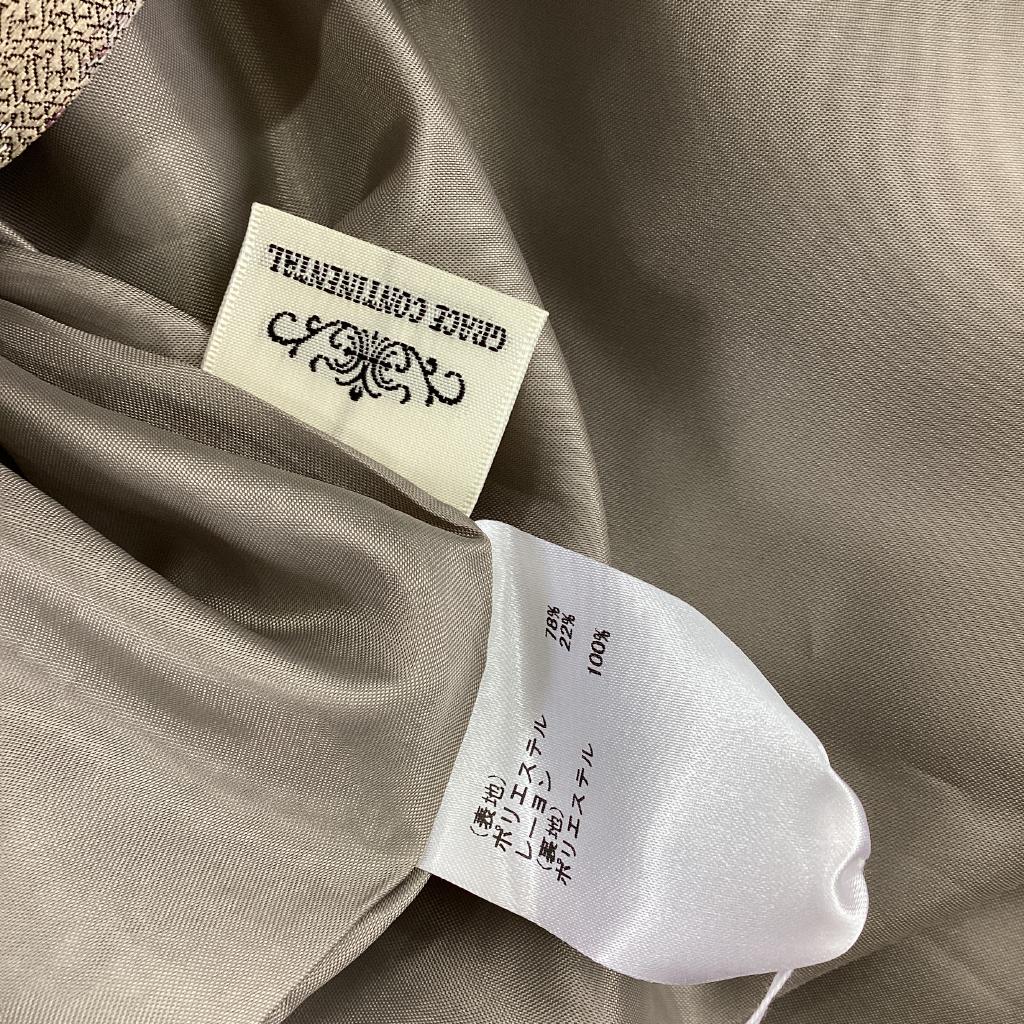 GRACE CONTINENTAL
(表地)
ポリエステル 78%
レーヨン 22%
(裏地)
ポリエステル 100%